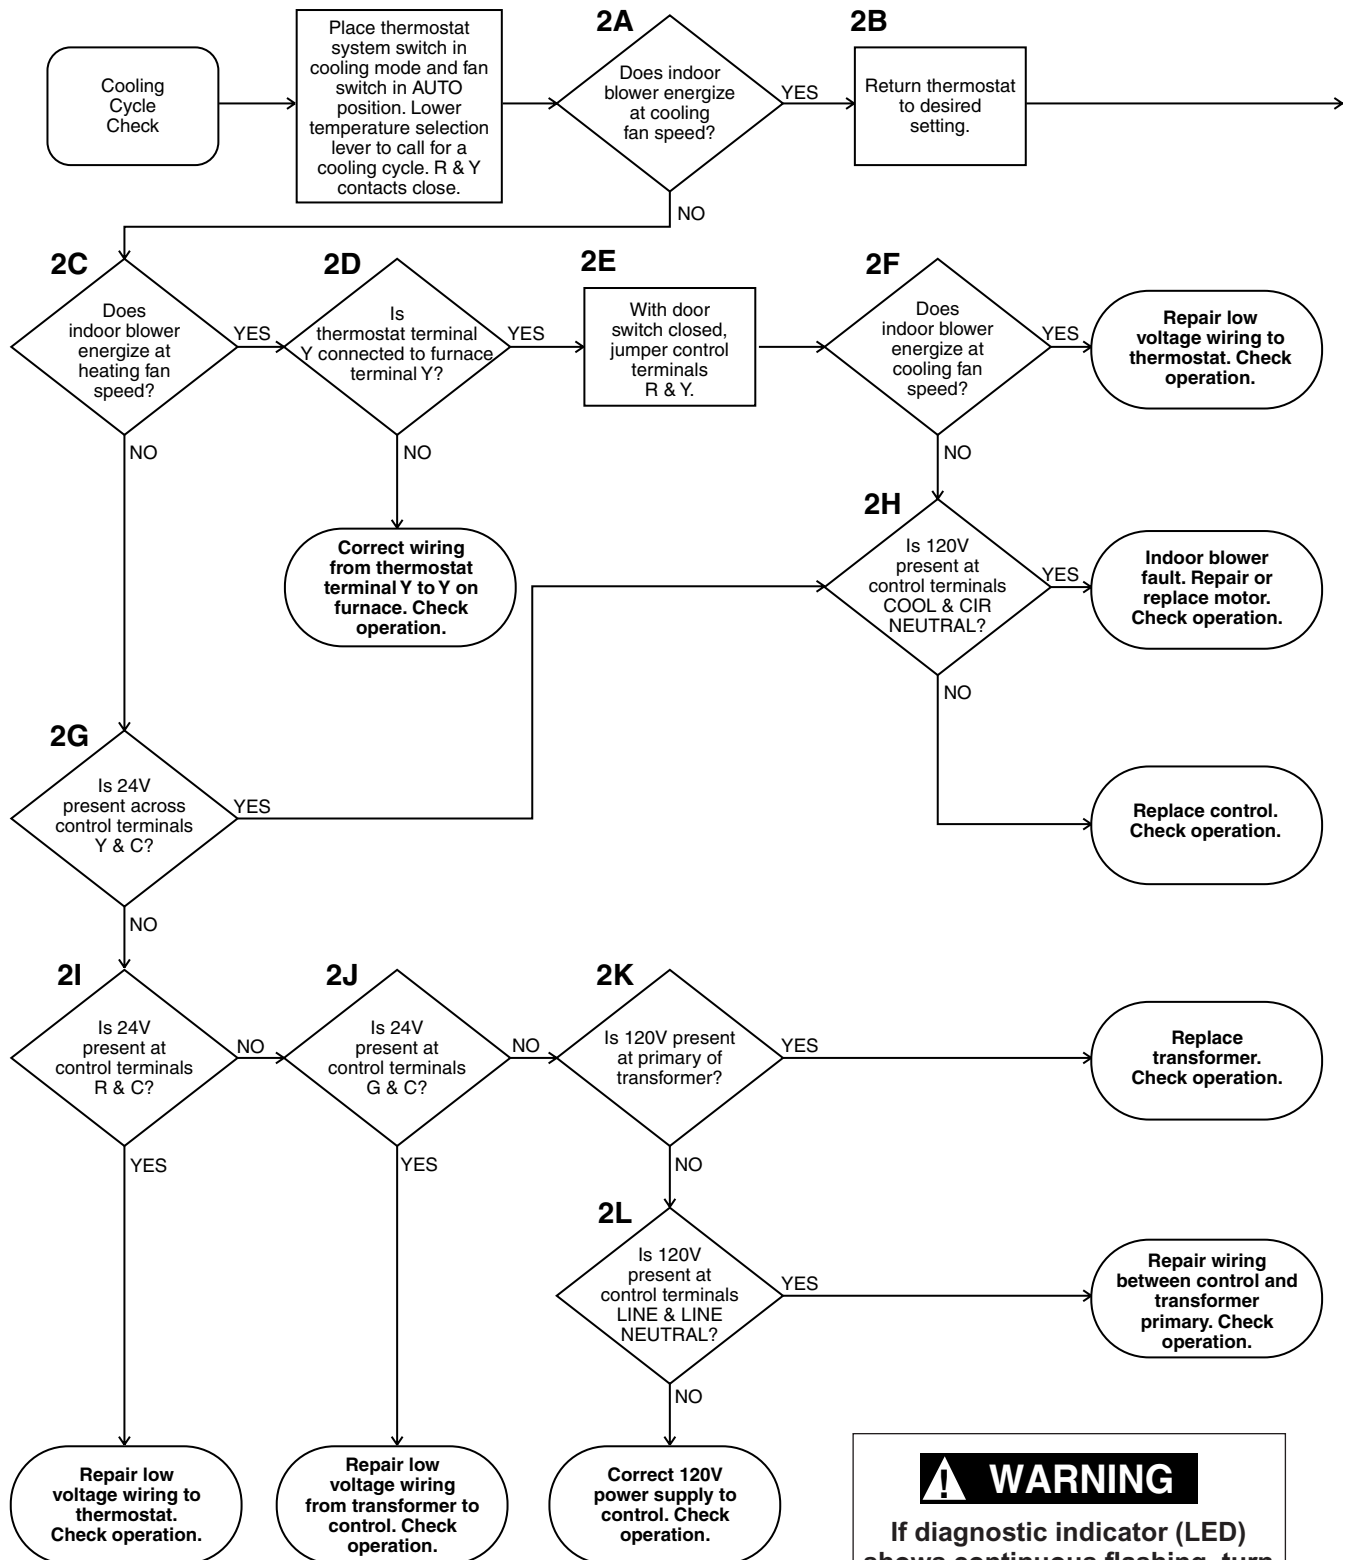 Cooling
Cycle
Check
Place thermostat
system switch in
cooling mode and fan
switch in AUTO
position. Lower
temperature selection
lever to call for a
cooling cycle. R & Y
contacts close.
2A
Does indoor
blower energize
at cooling
fan speed?
YES
NO
2B
Return thermostat
to desired
setting.
2C
Does
indoor blower
energize at
heating fan
speed?
YES
NO
2D
Is
thermostat terminal
Y connected to furnace
terminal Y?
YES
NO
2E
With door
switch closed,
jumper control
terminals
R & Y.
2F
Does
indoor blower
energize at
cooling fan
speed?
YES
NO
Repair low
voltage wiring to
thermostat. Check
operation.
Correct wiring
from thermostat
terminal Y to Y on
furnace. Check
operation.
2H
Is 120V
present at
control terminals
COOL & CIR
NEUTRAL?
YES
NO
Indoor blower
fault. Repair or
replace motor.
Check operation.
2G
Is 24V
present across
control terminals
Y & C?
YES
NO
Replace control.
Check operation.
2I
Is 24V
present at
control terminals
R & C?
NO
YES
2J
Is 24V
present at
control terminals
G & C?
NO
YES
2K
Is 120V present
at primary of
transformer?
YES
NO
Replace
transformer.
Check operation.
2L
Is 120V
present at
control terminals
LINE & LINE
NEUTRAL?
YES
NO
Repair wiring
between control and
transformer
primary. Check
operation.
Repair low
voltage wiring to
thermostat.
Check operation.
Repair low
voltage wiring
from transformer to
control. Check
operation.
Correct 120V
power supply to
control. Check
operation.
WARNING
If diagnostic indicator (LED)
shows continuous flashing, turn